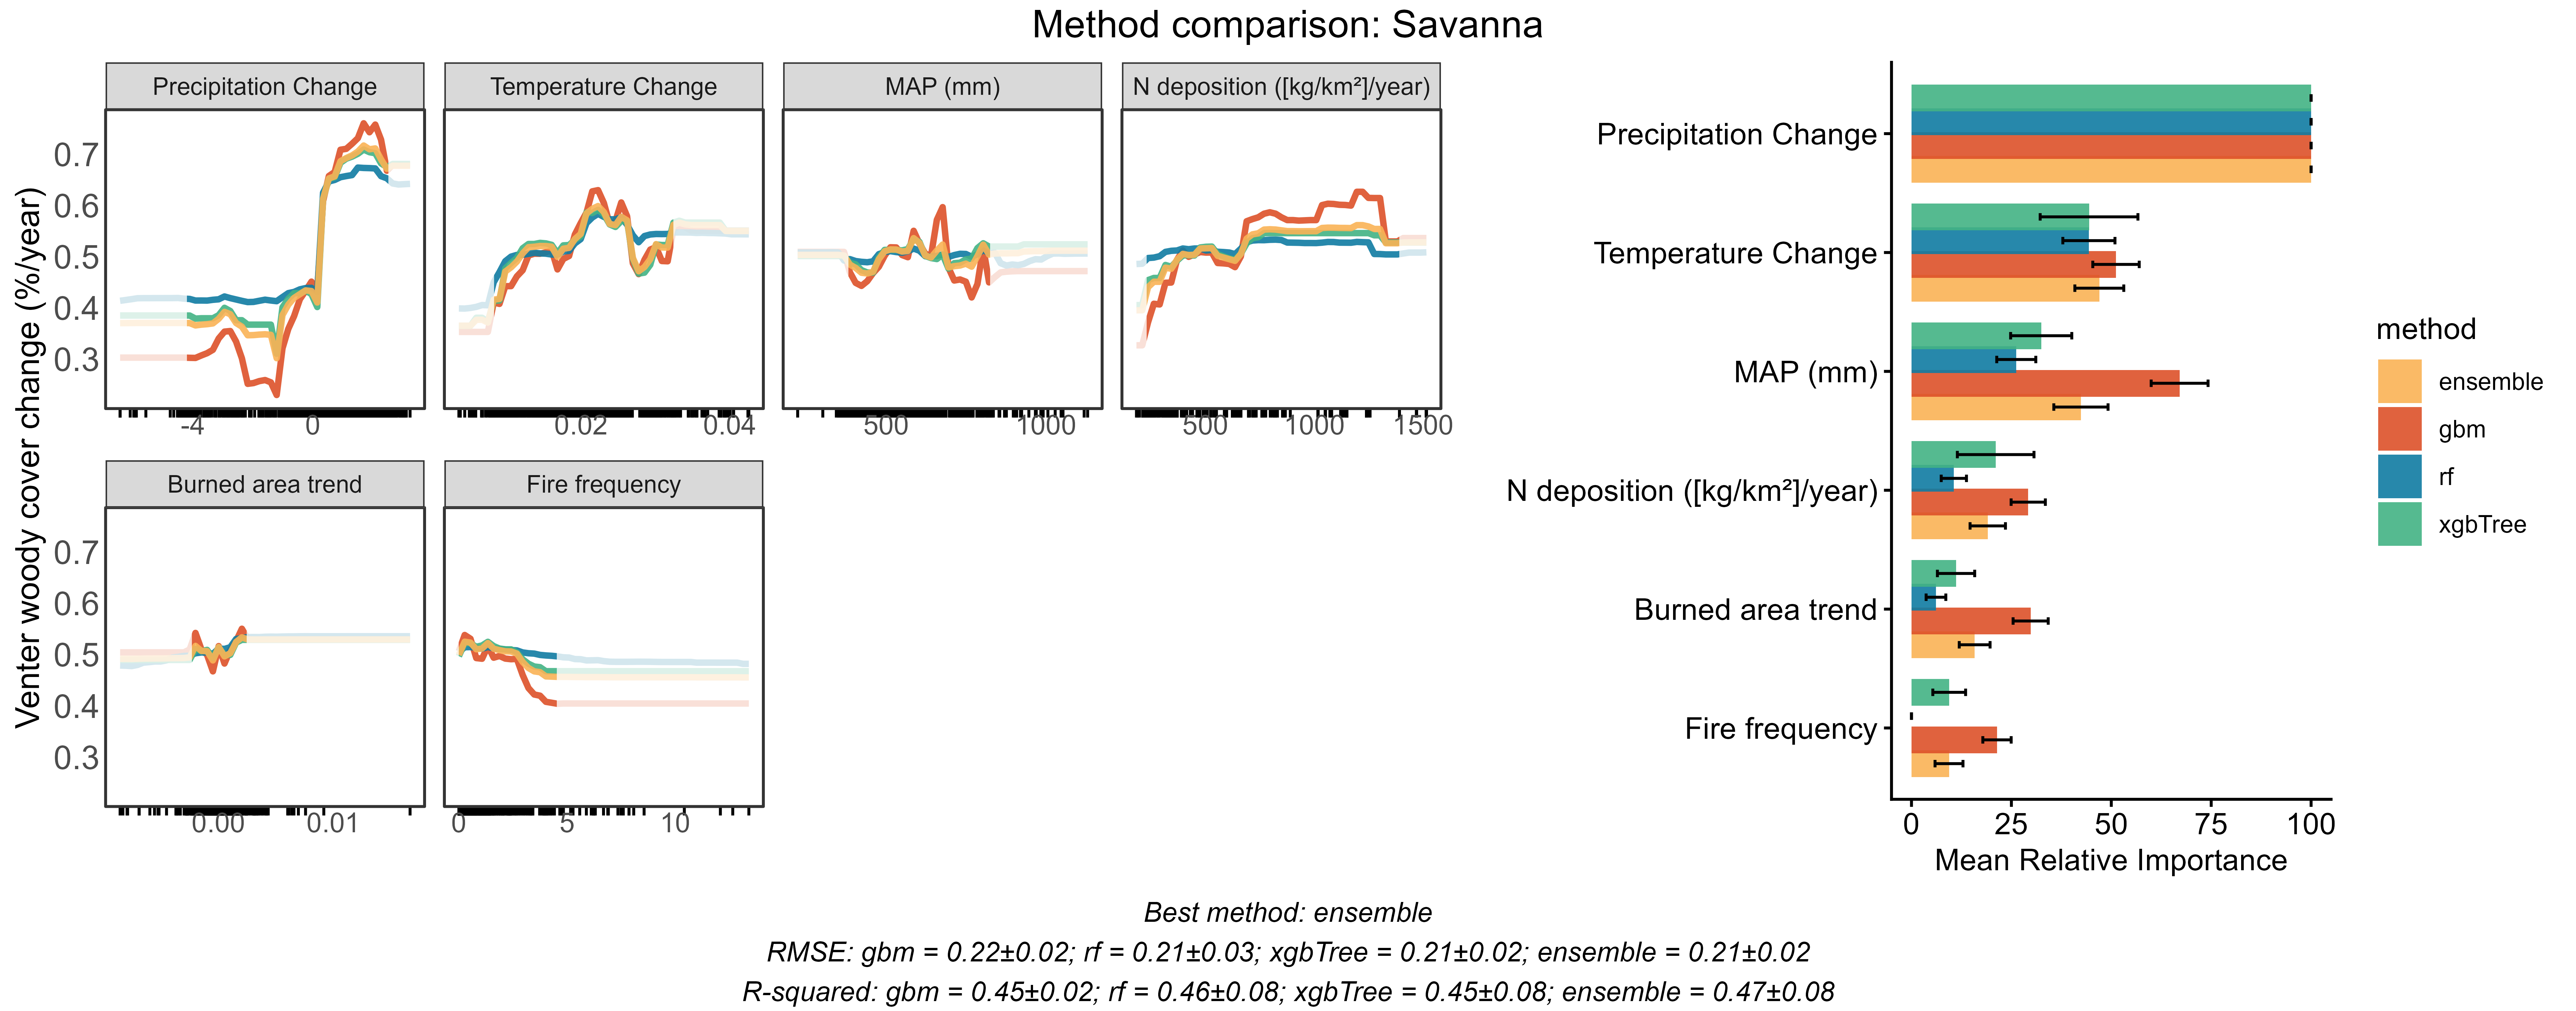 Method comparison: Savanna
Precipitation Change
Temperature Change
MAP (mm)
N deposition ([kg/km²]/year)
Venter woody cover change (%/year)
0.7
0.6
0.5
0.4
0.3
-4 0
0.02 0.04
500 1000
500 1000 1500
Burned area trend
Fire frequency
0.7
0.6
0.5
0.4
0.3
0.00 0.01
0 5 10
Precipitation Change
Temperature Change
MAP (mm)
N deposition ([kg/km²]/year)
Burned area trend
Fire frequency
0 25 50 75 100
Mean Relative Importance
method
ensemble
gbm
rf
xgbTree
Best method: ensemble
RMSE: gbm = 0.22±0.02; rf = 0.21±0.03; xgbTree = 0.21±0.02; ensemble = 0.21±0.02
R-squared: gbm = 0.45±0.02; rf = 0.46±0.08; xgbTree = 0.45±0.08; ensemble = 0.47±0.08